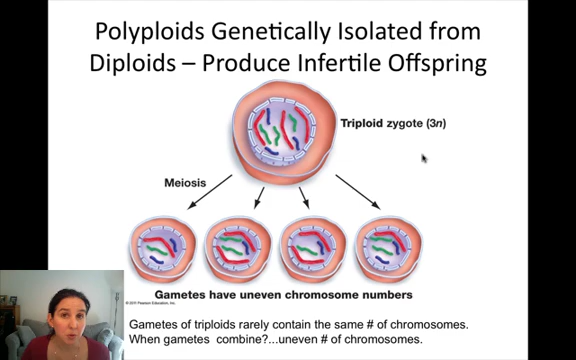 Polyploids Genetically Isolated from
Diploids – Produce Infertile Offspring
Triploid zygote (3n)
Meiosis
Gametes have uneven chromosome numbers
© 2011 Pearson Education, Inc.
Gametes of triploids rarely contain the same # of chromosomes.
When gametes combine?...uneven # of chromosomes.